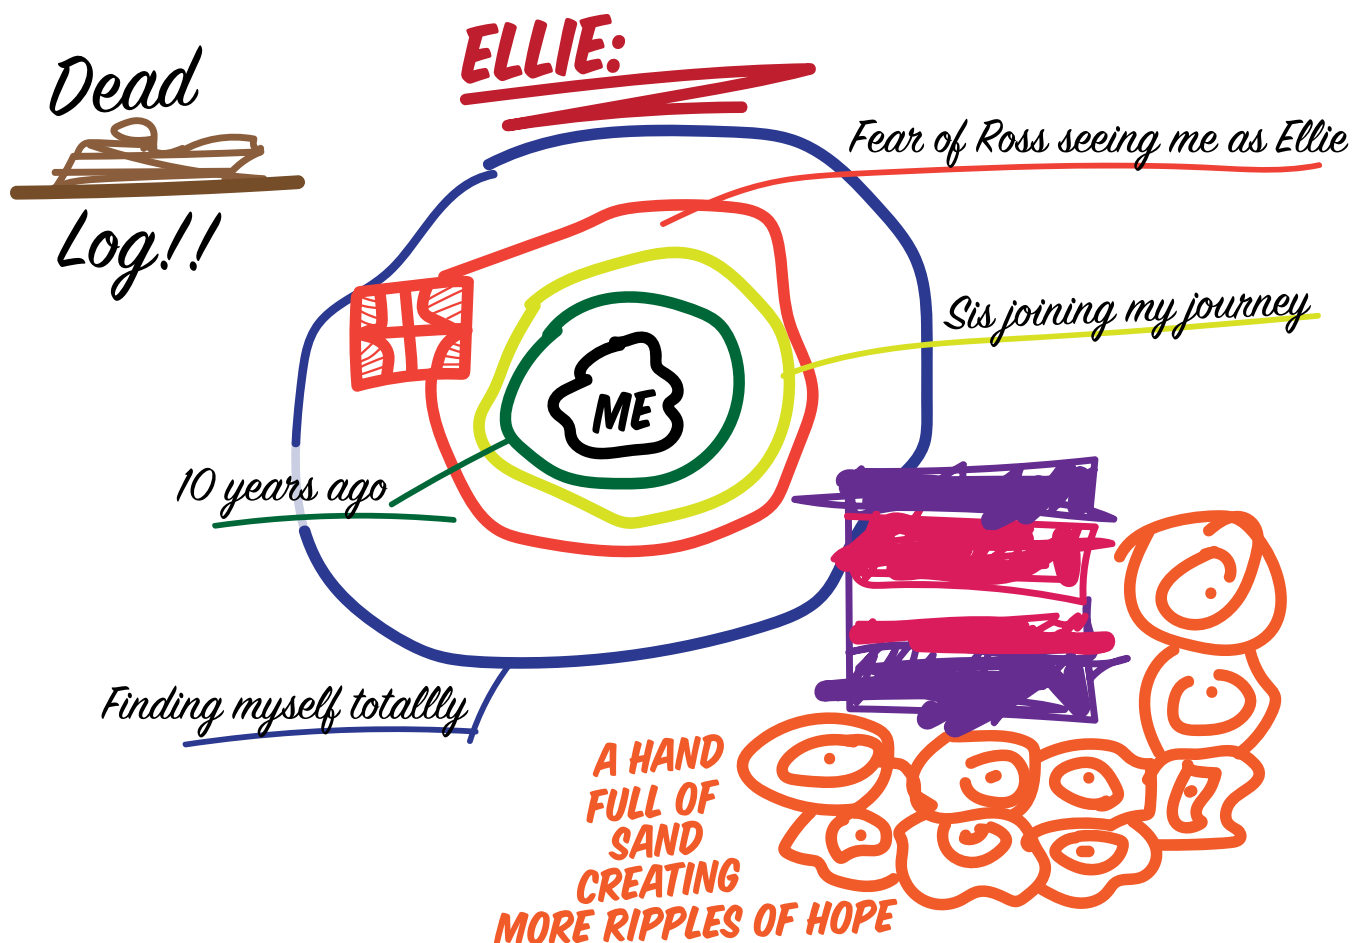 ELLIE:
Dead
Log!!
Fear of Ross seeing me as Ellie
Sis joining my journey
ME
10 years ago
Finding myself totallly
A HAND
FULL OF
SAND
CREATING
MORE RIPPLES OF HOPE